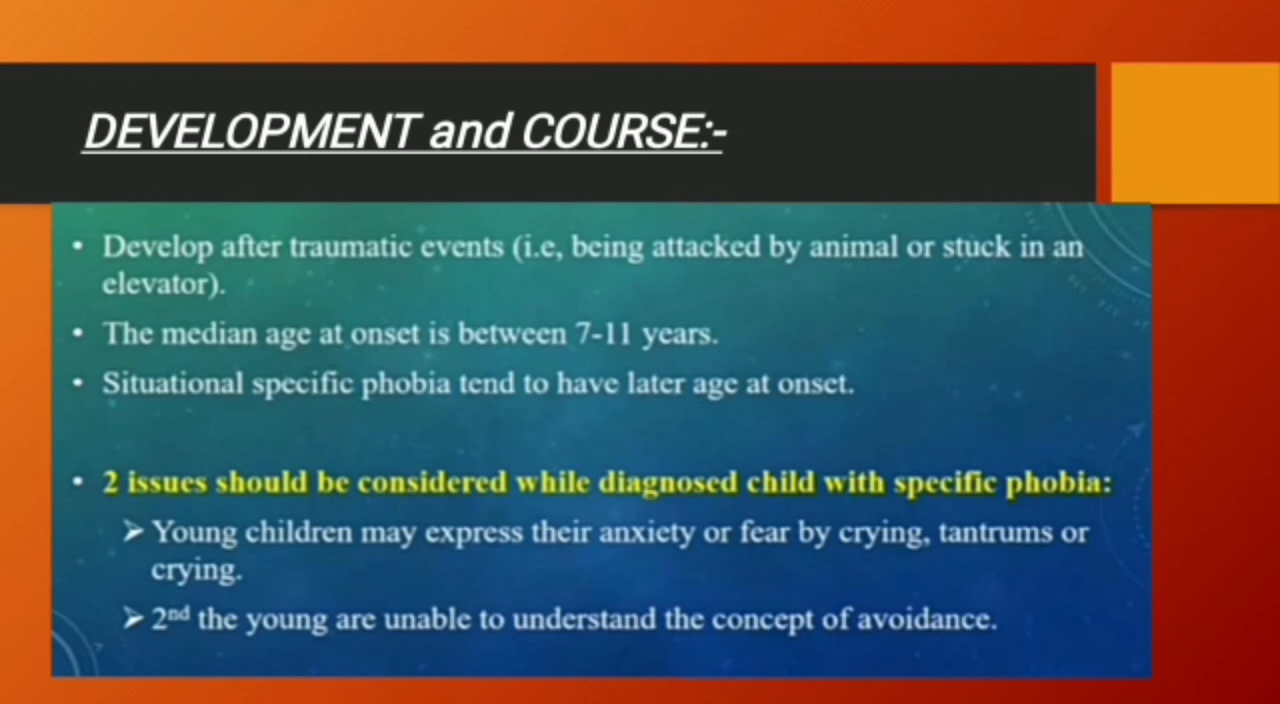 DEVELOPMENT and COURSE:-
• Develop after traumatic events (i.e, being attacked by animal or stuck in an
elevator).
• The median age at onset is between 7-11 years.
• Situational specific phobia tend to have later age at onset.
• 2 issues should be considered while diagnosed child with specific phobia:
➢ Young children may express their anxiety or fear by crying, tantrums or
crying.
➢ 2nd the young are unable to understand the concept of avoidance.